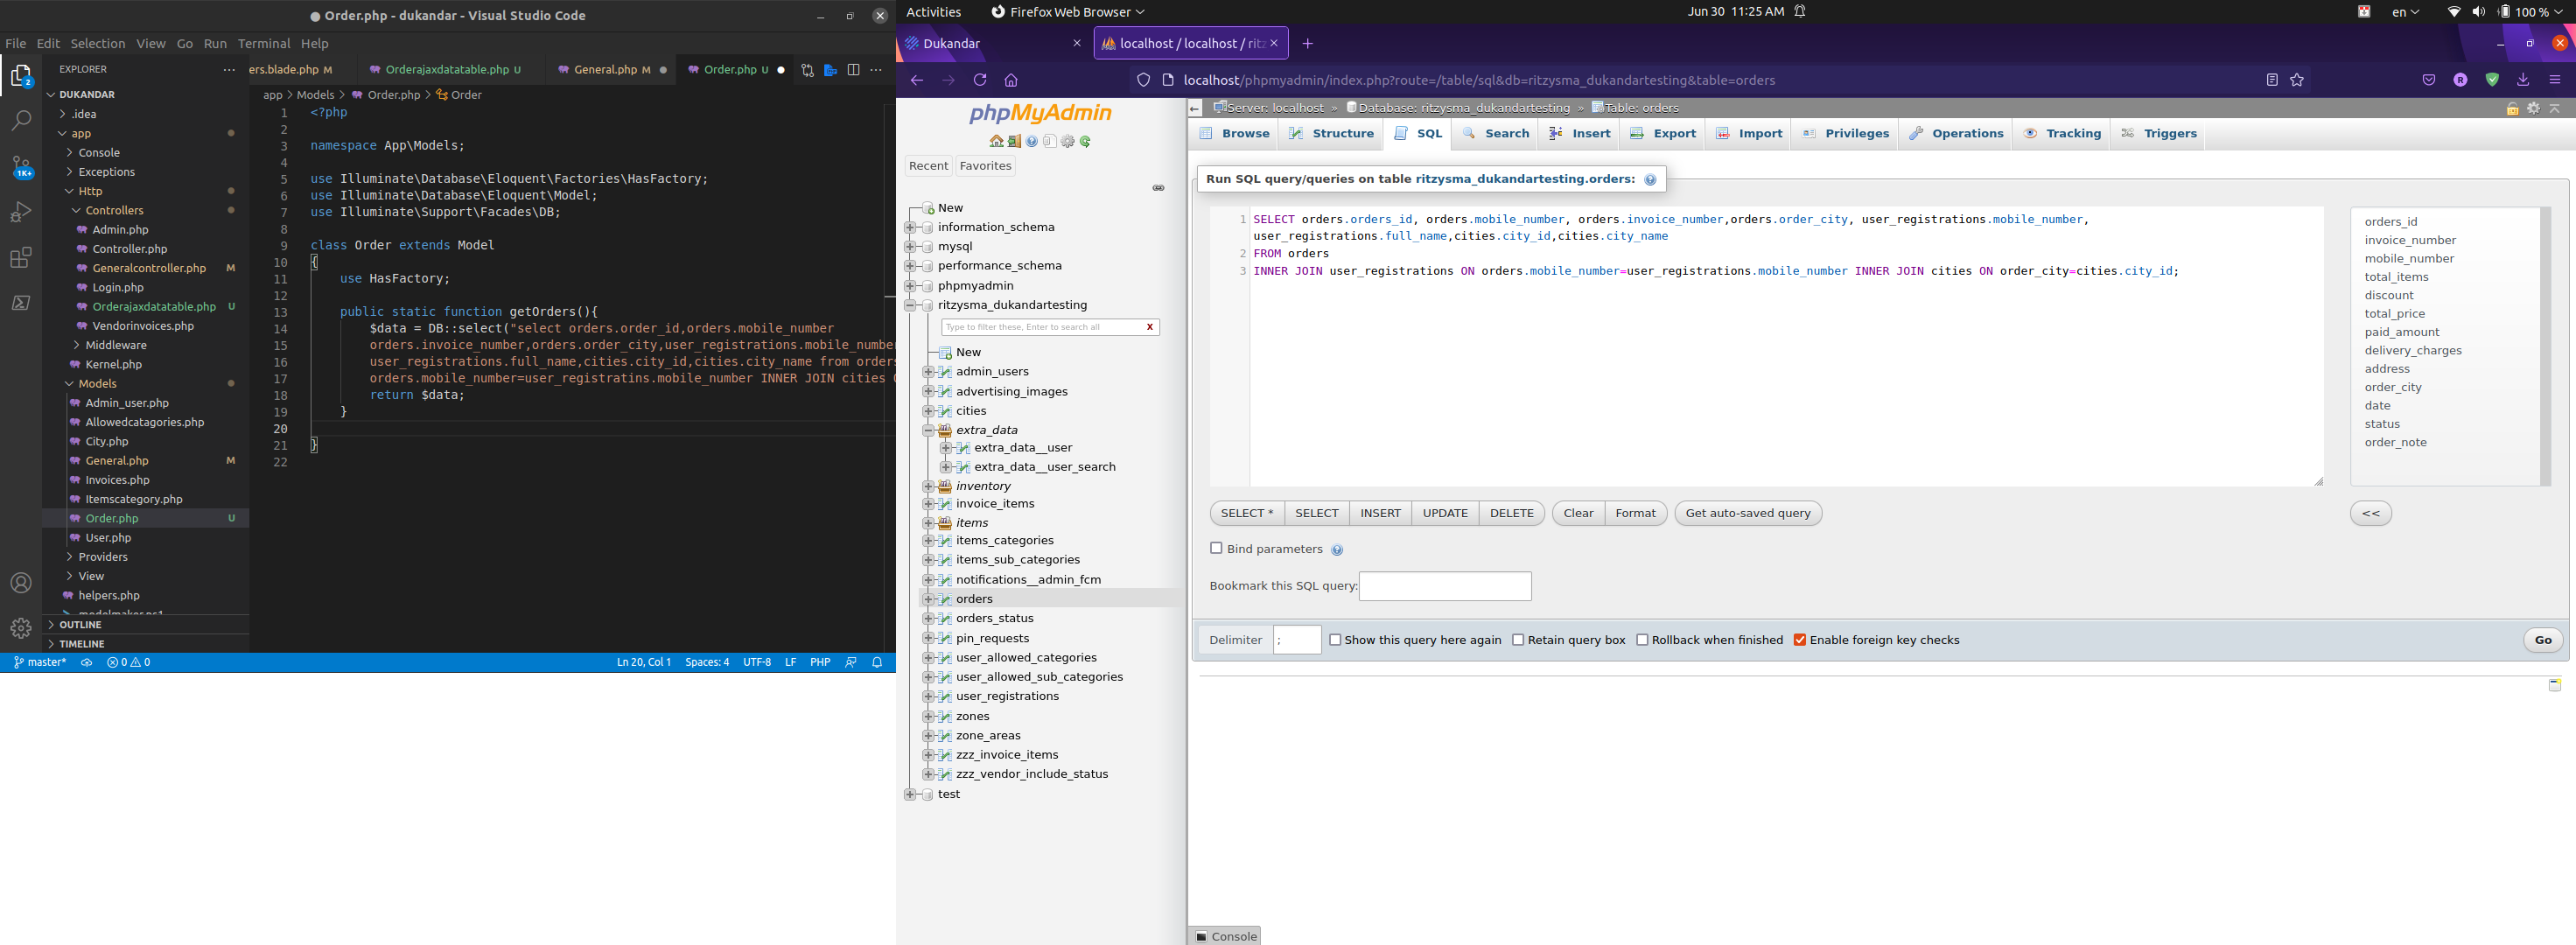 Order.php - dukandar - Visual Studio Code
File Edit Selection View Go Run Terminal Help
EXPLORER
DUKANDAR
.idea
app
Console
Exceptions
Http
Controllers
Admin.php
Controller.php
Generalcontroller.php M
Login.php
Orderajaxdatatable.php U
Vendorinvoices.php
Middleware
Kernel.php
Models
Admin_user.php
Allowedcatagories.php
City.php
General.php M
Invoices.php
Itemscategory.php
Order.php U
User.php
Providers
View
helpers.php
modelmaker.ps1
OUTLINE
TIMELINE
2
1K+
ers.blade.php M Orderajaxdatatable.php U General.php M Order.php U
app > Models > Order.php > Order
1 <?php
2
3 namespace App\Models;
4
5 use Illuminate\Database\Eloquent\Factories\HasFactory;
6 use Illuminate\Database\Eloquent\Model;
7 use Illuminate\Support\Facades\DB;
8
9 class Order extends Model
10 {
11 use HasFactory;
12
13 public static function getOrders(){
14 $data = DB::select("select orders.order_id,orders.mobile_number
15 orders.invoice_number,orders.order_city,user_registrations.mobile_number
16 user_registrations.full_name,cities.city_id,cities.city_name from orders
17 orders.mobile_number=user_registratins.mobile_number INNER JOIN cities
18 return $data;
19 }
20
21 }
22
master* 0 0 Ln 20, Col 1 Spaces: 4 UTF-8 LF PHP
Activities Firefox Web Browser Jun 30 11:25 AM en 100 %
Dukandar localhost / localhost / ritz
localhost/phpmyadmin/index.php?route=/table/sql&db=ritzysma_dukandartesting&table=orders
phpMyAdmin
Recent Favorites
New
information_schema
mysql
performance_schema
phpmyadmin
ritzysma_dukandartesting
Type to filter these, Enter to search all X
New
admin_users
advertising_images
cities
extra_data
extra_data__user
extra_data__user_search
inventory
invoice_items
items
items_categories
items_sub_categories
notifications__admin_fcm
orders
orders_status
pin_requests
user_allowed_categories
user_allowed_sub_categories
user_registrations
zones
zone_areas
zzz_invoice_items
zzz_vendor_include_status
test
Server: localhost » Database: ritzysma_dukandartesting » Table: orders
Browse Structure SQL Search Insert Export Import Privileges Operations Tracking Triggers
Run SQL query/queries on table ritzysma_dukandartesting.orders:
1 SELECT orders.orders_id, orders.mobile_number, orders.invoice_number,orders.order_city, user_registrations.mobile_number,
user_registrations.full_name,cities.city_id,cities.city_name
2 FROM orders
3 INNER JOIN user_registrations ON orders.mobile_number=user_registrations.mobile_number INNER JOIN cities ON order_city=cities.city_id;
orders_id
invoice_number
mobile_number
total_items
discount
total_price
paid_amount
delivery_charges
address
order_city
date
status
order_note
SELECT * SELECT INSERT UPDATE DELETE Clear Format Get auto-saved query <<
Bind parameters
Bookmark this SQL query:
Delimiter ; Show this query here again Retain query box Rollback when finished Enable foreign key checks Go
Console